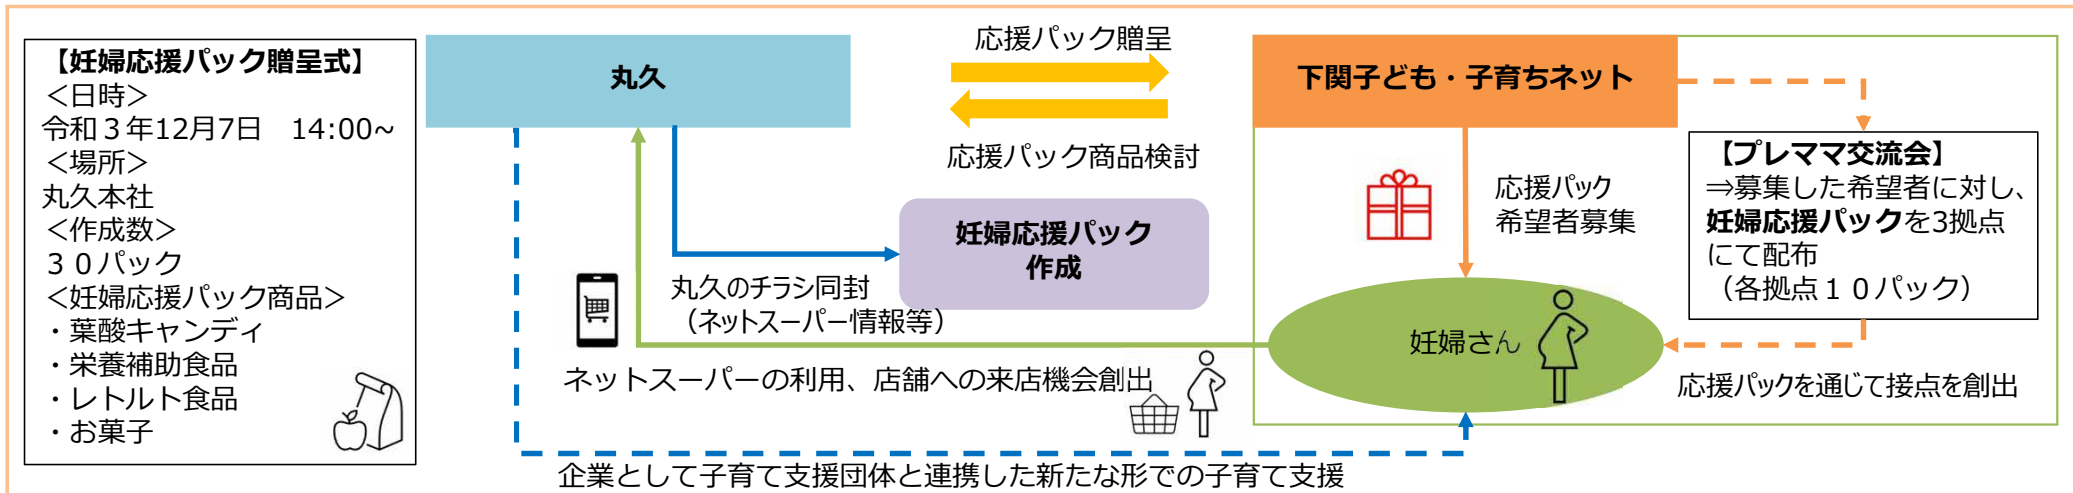 【妊婦応援パック贈呈式】
＜日時＞
令和３年12月7日　14:00~
＜場所＞
丸久本社
＜作成数＞
３０パック
＜妊婦応援パック商品＞
・葉酸キャンディ
・栄養補助食品
・レトルト食品
・お菓子
丸久
応援パック贈呈
応援パック商品検討
下関子ども・子育ちネット
妊婦応援パック
作成
丸久のチラシ同封
（ネットスーパー情報等）
応援パック
希望者募集
【プレママ交流会】
⇒募集した希望者に対し、
妊婦応援パックを3拠点
にて配布
（各拠点１０パック）
妊婦さん
ネットスーパーの利用、店舗への来店機会創出
応援パックを通じて接点を創出
企業として子育て支援団体と連携した新たな形での子育て支援